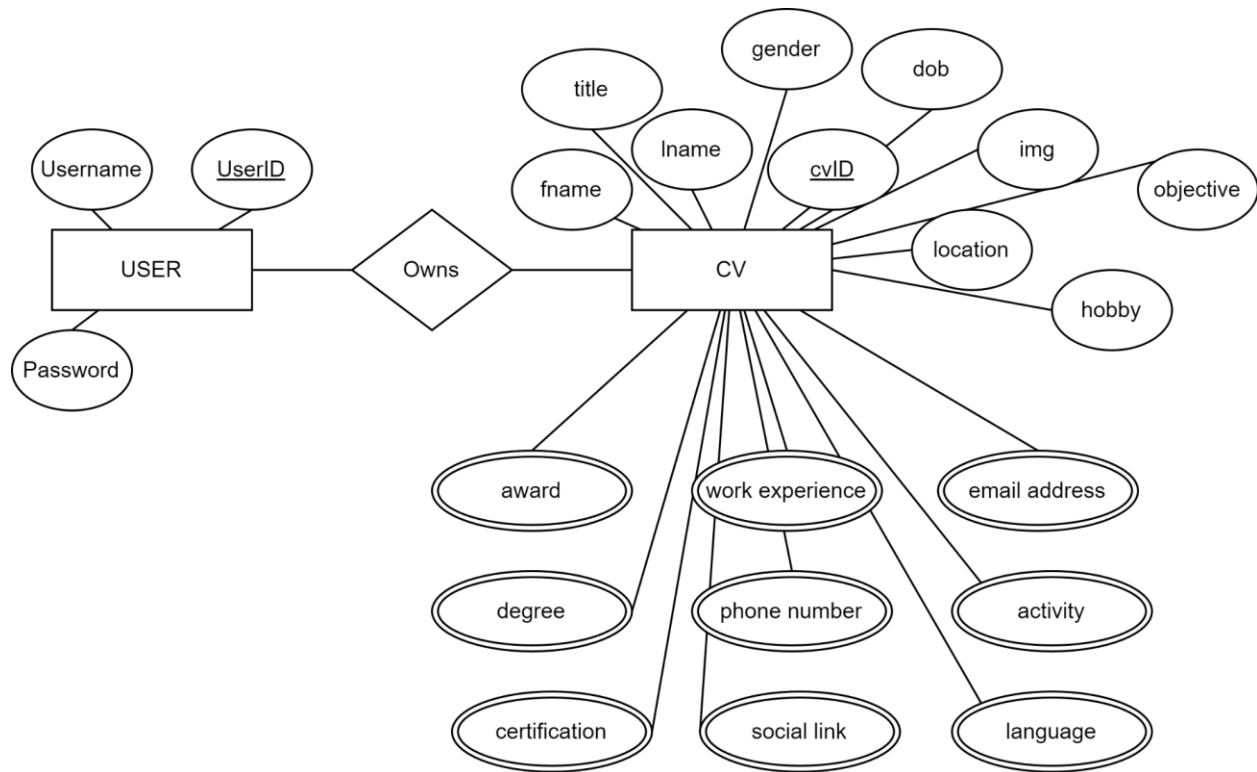 gender
dob
title
lname
img
Username
UserID
fname
cvID
objective
location
USER
Owns
CV
hobby
Password
award
work experience
email address
degree
phone number
activity
certification
social link
language